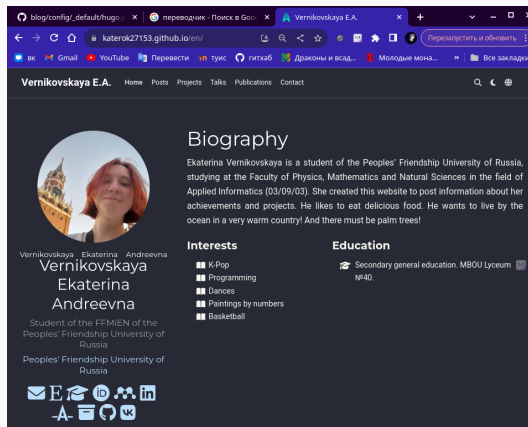 blog/config/_default/hugo.y
переводчик - Поиск в Goo
Vernikovskaya E.A.
katerok27153.github.io/en/
Перезапустить и обновить
вк
Gmail
YouTube
Перевести
туис
гитхаб
Драконы и всад...
Молодые мона...
»
Все закладки
Vernikovskaya E.A.
Home
Posts
Projects
Talks
Publications
Contact
Biography
Ekaterina Vernikovskaya is a student of the Peoples' Friendship University of Russia,
studying at the Faculty of Physics, Mathematics and Natural Sciences in the field of
Applied Informatics (03/09/03). She created this website to post information about her
achievements and projects. He likes to eat delicious food. He wants to live by the
ocean in a very warm country! And there must be palm trees!
Vernikovskaya Ekaterina Andreevna
Vernikovskaya
Ekaterina
Andreevna
Student of the FFMiEN of the
Peoples' Friendship University of
Russia
Peoples' Friendship University of
Russia
Interests
K-Pop
Programming
Dances
Paintings by numbers
Basketball
Education
Secondary general education. MBOU Lyceum
№40.